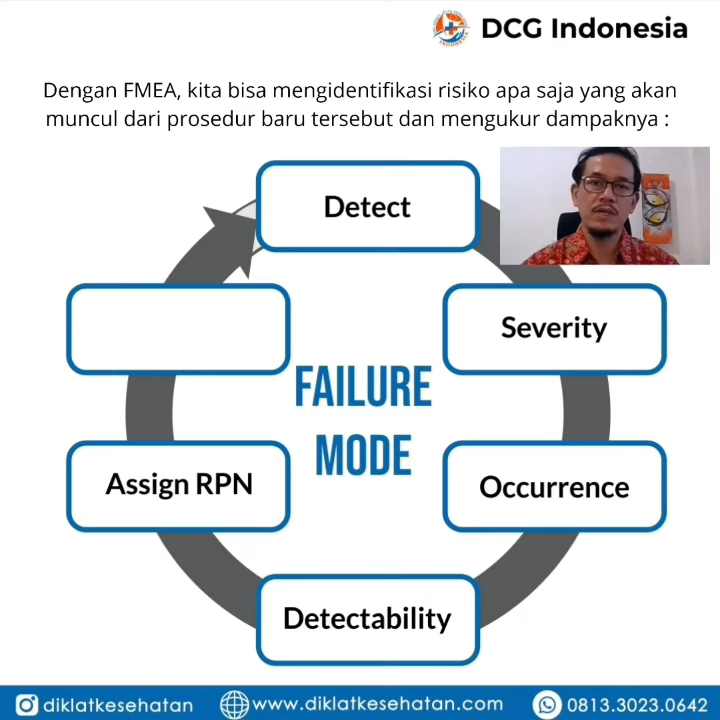 DCG Indonesia
Dengan FMEA, kita bisa mengidentifikasi risiko apa saja yang akan
muncul dari prosedur baru tersebut dan mengukur dampaknya :
Detect
Severity
FAILURE
MODE
Assign RPN
Occurrence
Detectability
diklatkesehatan
www.diklatkesehatan.com
0813.3023.0642